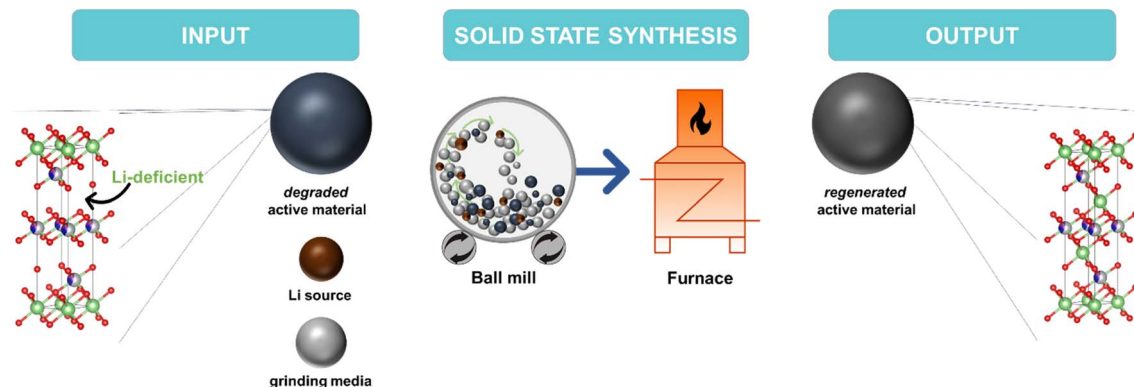 INPUT
SOLID STATE SYNTHESIS
OUTPUT
Li-deficient
degraded
active material
Li source
grinding media
Ball mill
Furnace
regenerated
active material